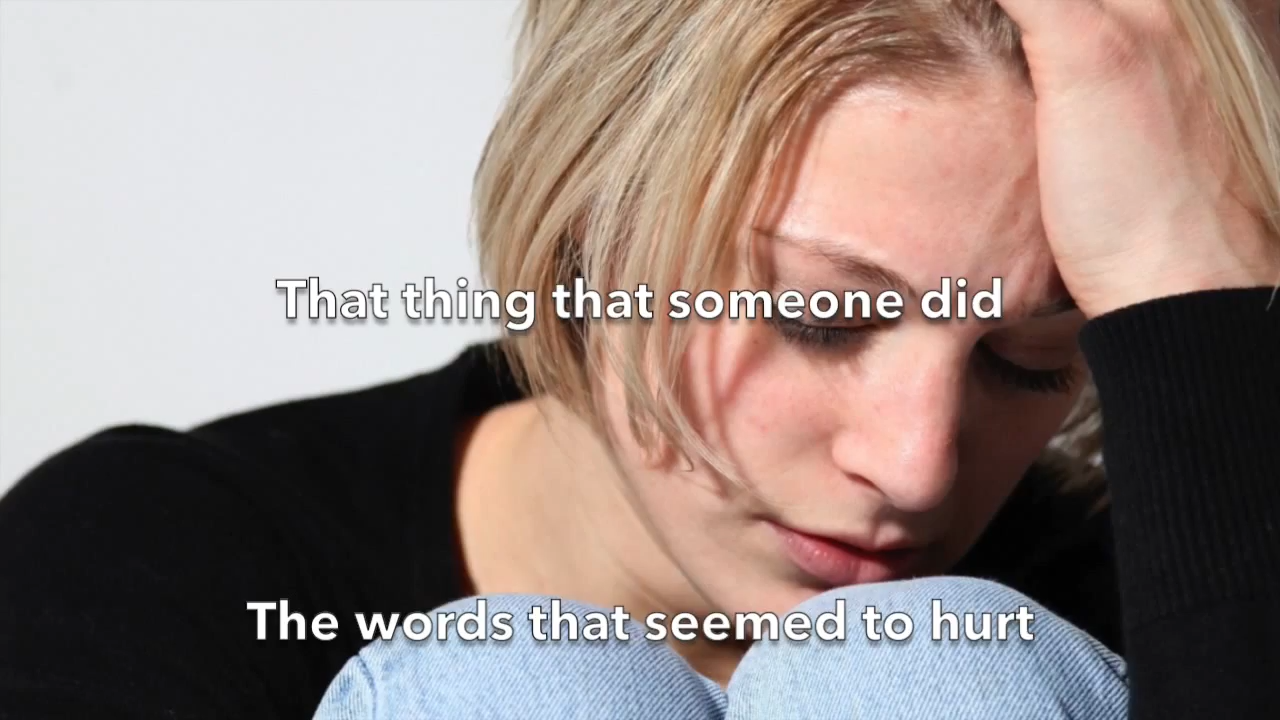 That thing that someone did
The words that seemed to hurt